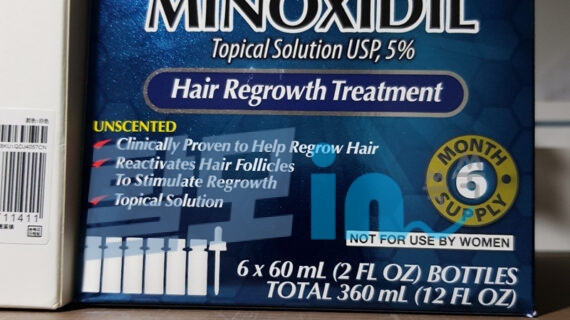 MINOXIDIL
Topical Solution USP, 5%
Hair Regrowth Treatment
UNSCENTED
Clinically Proven to Help Regrow Hair
Reactivates Hair Follicles
To Stimulate Regrowth
Topical Solution
MONTH
6
SUPPLY
NOT FOR USE BY WOMEN
6 x 60 mL (2 FL OZ) BOTTLES
TOTAL 360 mL (12 FL OZ)
11411
in